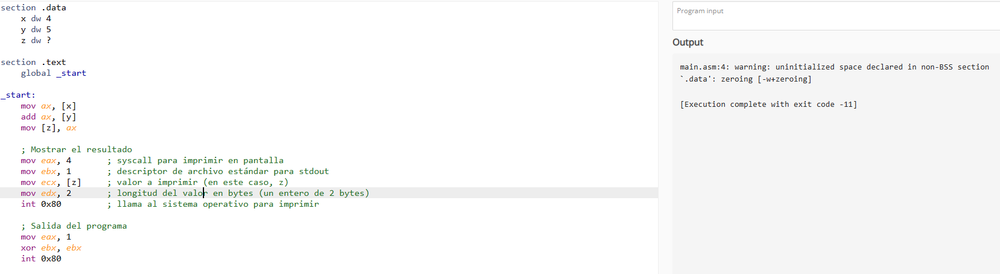 section .data
    x dw 4
    y dw 5
    z dw ?
section .text
    global _start
_start:
    mov ax, [x]
    add ax, [y]
    mov [z], ax
    ; Mostrar el resultado
    mov eax, 4       ; syscall para imprimir en pantalla
    mov ebx, 1       ; descriptor de archivo estándar para stdout
    mov ecx, [z]     ; valor a imprimir (en este caso, z)
    mov edx, 2       ; longitud del valor en bytes (un entero de 2 bytes)
    int 0x80         ; llama al sistema operativo para imprimir
    ; Salida del programa
    mov eax, 1
    xor ebx, ebx
    int 0x80
Program input
Output
main.asm:4: warning: uninitialized space declared in non-BSS section
`.data': zeroing [-w+zeroing]
[Execution complete with exit code -11]